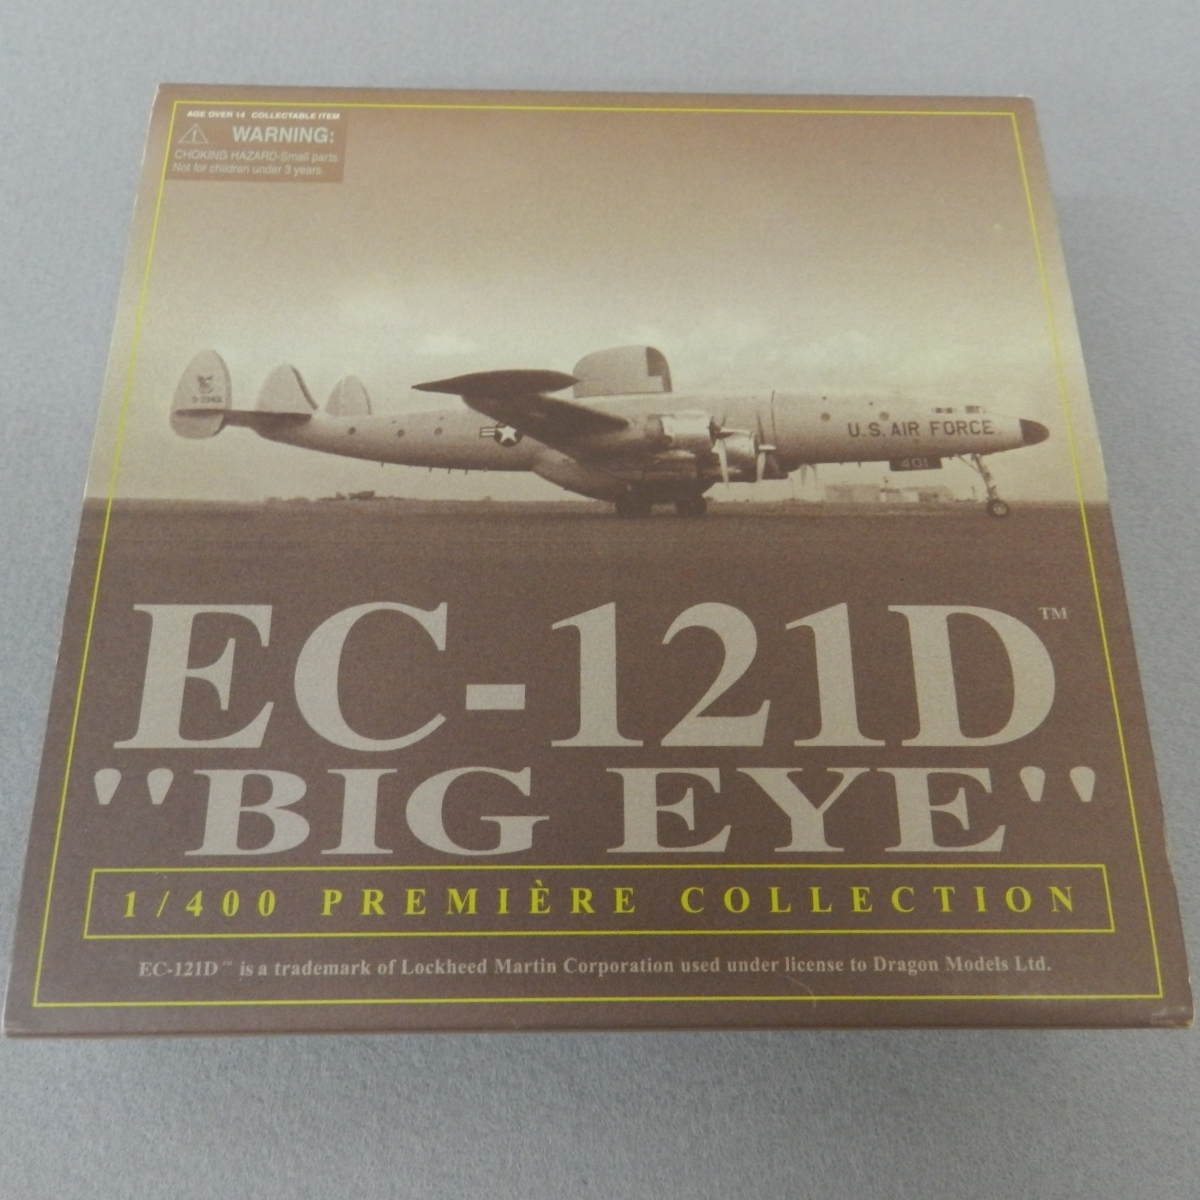 AGE OVER 14 COLLECTABLE ITEM
WARNING:
CHOKING HAZARD-Small parts.
Not for children under 3 years.
U.S. AIR FORCE
401
EC-121D™
"BIG EYE"
1/400 PREMIÈRE COLLECTION
EC-121D™ is a trademark of Lockheed Martin Corporation used under license to Dragon Models Ltd.